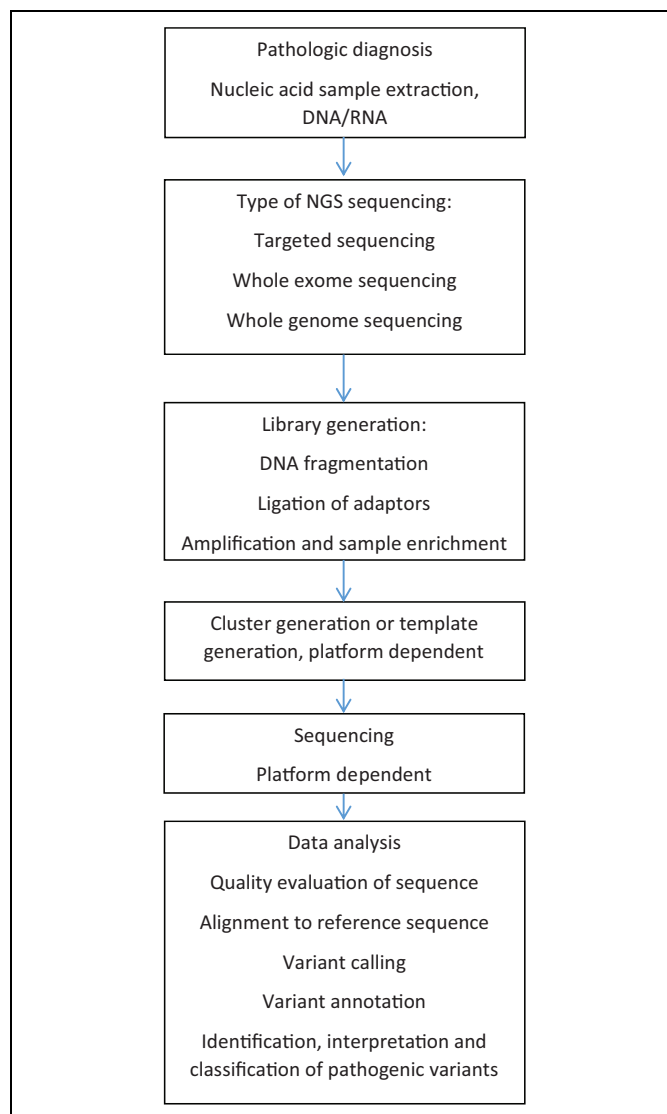 Pathologic diagnosis
Nucleic acid sample extraction,
DNA/RNA
Type of NGS sequencing:
Targeted sequencing
Whole exome sequencing
Whole genome sequencing
Library generation:
DNA fragmentation
Ligation of adaptors
Amplification and sample enrichment
Cluster generation or template
generation, platform dependent
Sequencing
Platform dependent
Data analysis
Quality evaluation of sequence
Alignment to reference sequence
Variant calling
Variant annotation
Identification, interpretation and
classification of pathogenic variants